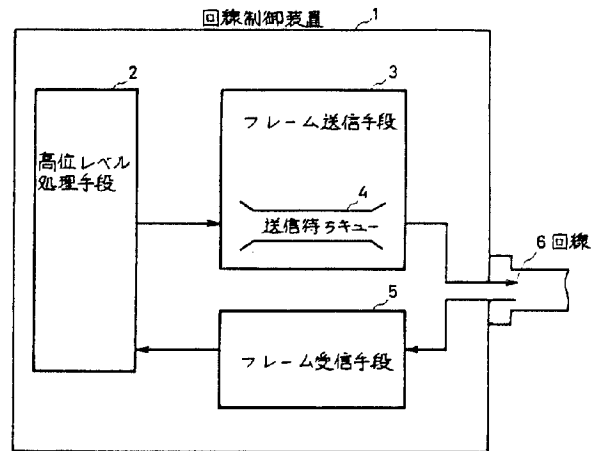 回線制御装置
1
2
3
高位レベル
処理手段
フレーム送信手段
4
送信待ちキュー
6 回線
5
フレーム受信手段